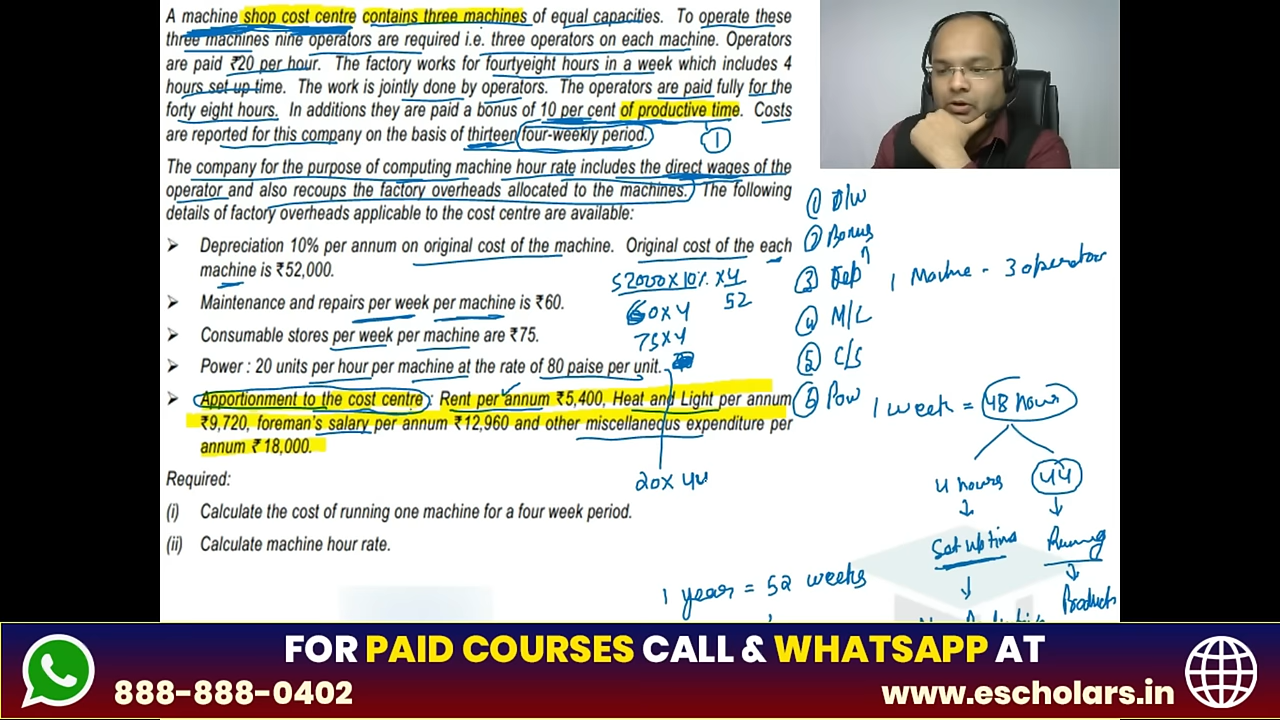 A machine shop cost centre contains three machines of equal capacities. To operate these
three machines nine operators are required i.e. three operators on each machine. Operators
are paid ₹20 per hour. The factory works for fourtyeight hours in a week which includes 4
hours set up time. The work is jointly done by operators. The operators are paid fully for the
forty eight hours. In additions they are paid a bonus of 10 per cent of productive time. Costs
are reported for this company on the basis of thirteen four-weekly period.
1
The company for the purpose of computing machine hour rate includes the direct wages of the
operator and also recoups the factory overheads allocated to the machines. The following
details of factory overheads applicable to the cost centre are available:
➢ Depreciation 10% per annum on original cost of the machine. Original cost of the each
machine is ₹52,000.
➢ Maintenance and repairs per week per machine is ₹60.
➢ Consumable stores per week per machine are ₹75.
➢ Power : 20 units per hour per machine at the rate of 80 paise per unit.
➢ Apportionment to the cost centre : Rent per annum ₹5,400, Heat and Light per annum
₹9,720, foreman's salary per annum ₹12,960 and other miscellaneous expenditure per
annum ₹ 18,000.
Required:
(i) Calculate the cost of running one machine for a four week period.
(ii) Calculate machine hour rate.
52000 x 10% x 4
52
60 x 4
75 x 4
20 x 44
① D/W
② Bonus
③ Dep
④ M/C
⑤ C/S
⑥ Pow
1 Machine - 3 operators
1 week = 48 hour
4 hours 44
Set up time Running
Productive
1 year = 52 weeks
FOR PAID COURSES CALL & WHATSAPP AT
888-888-0402
www.escholars.in